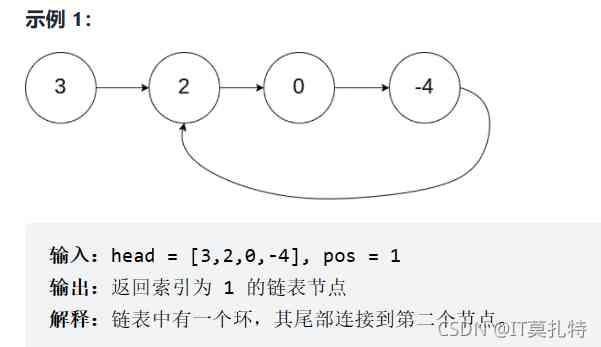 示例 1：
3 2 0 -4
输入：head = [3,2,0,-4], pos = 1
输出：返回索引为 1 的链表节点
解释：链表中有一个环，其尾部连接到第二个节点。
CSDN @IT莫扎特